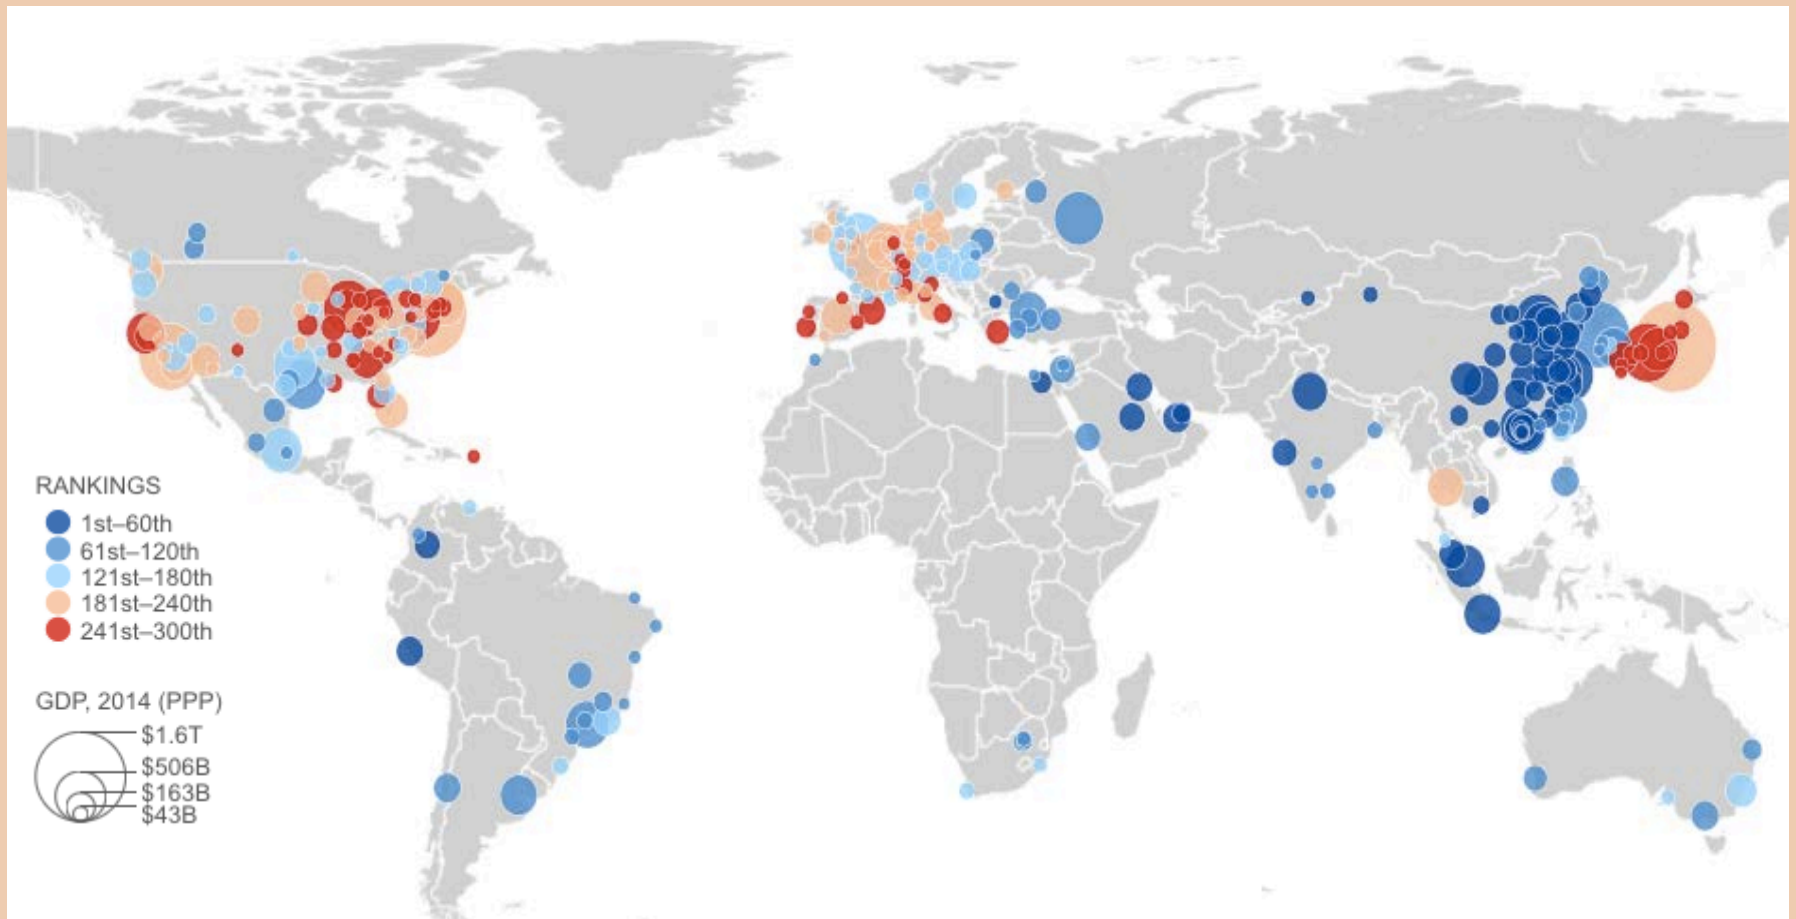 RANKINGS
1st–60th
61st–120th
121st–180th
181st–240th
241st–300th
GDP, 2014 (PPP)
$1.6T
$506B
$163B
$43B